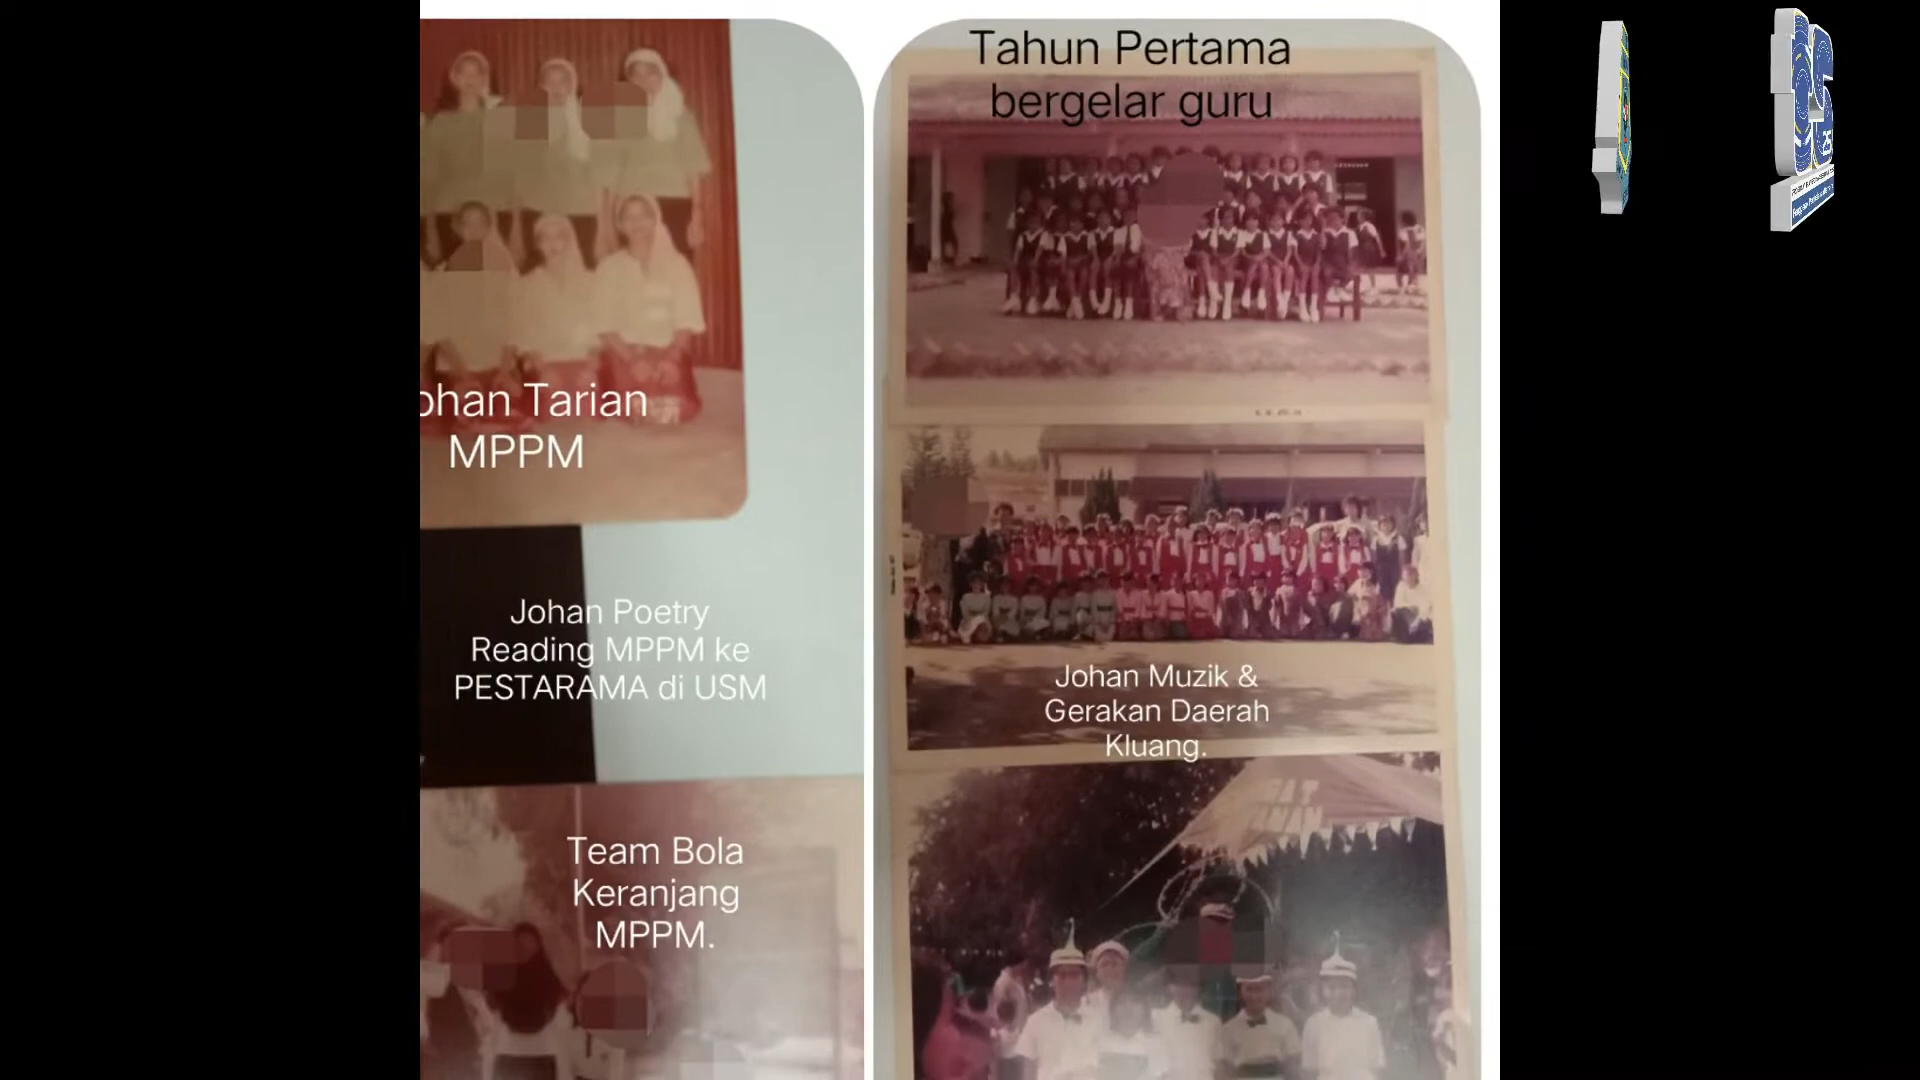 ohan Tarian
MPPM
Johan Poetry
Reading MPPM ke
PESTARAMA di USM
Team Bola
Keranjang
MPPM.
Tahun Pertama
bergelar guru
Johan Muzik &
Gerakan Daerah
Kluang.